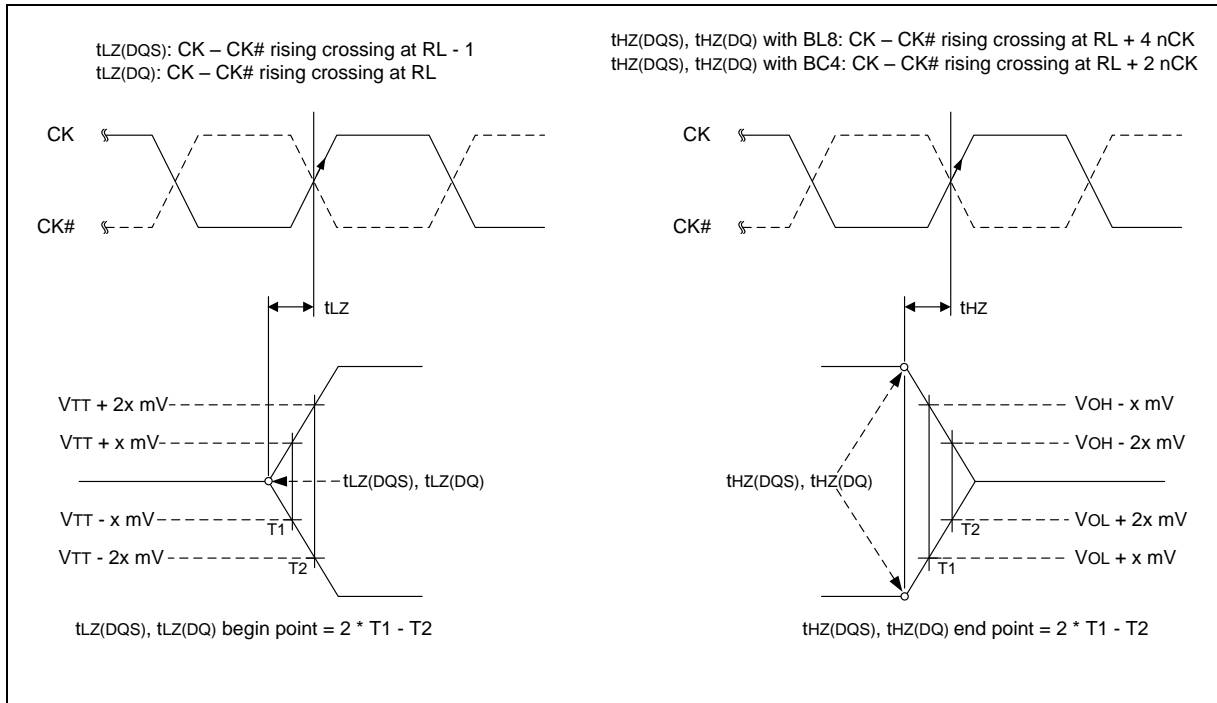 tLZ(DQS): CK – CK# rising crossing at RL - 1
tLZ(DQ): CK – CK# rising crossing at RL
CK
CK#
tLZ
VTT + 2x mV
VTT + x mV
tLZ(DQS), tLZ(DQ)
VTT - x mV
T1
VTT - 2x mV
T2
tLZ(DQS), tLZ(DQ) begin point = 2 * T1 - T2
tHZ(DQS), tHZ(DQ) with BL8: CK – CK# rising crossing at RL + 4 nCK
tHZ(DQS), tHZ(DQ) with BC4: CK – CK# rising crossing at RL + 2 nCK
CK
CK#
tHZ
VOH - x mV
VOH - 2x mV
tHZ(DQS), tHZ(DQ)
T2
VOL + 2x mV
T1
VOL + x mV
tHZ(DQS), tHZ(DQ) end point = 2 * T1 - T2